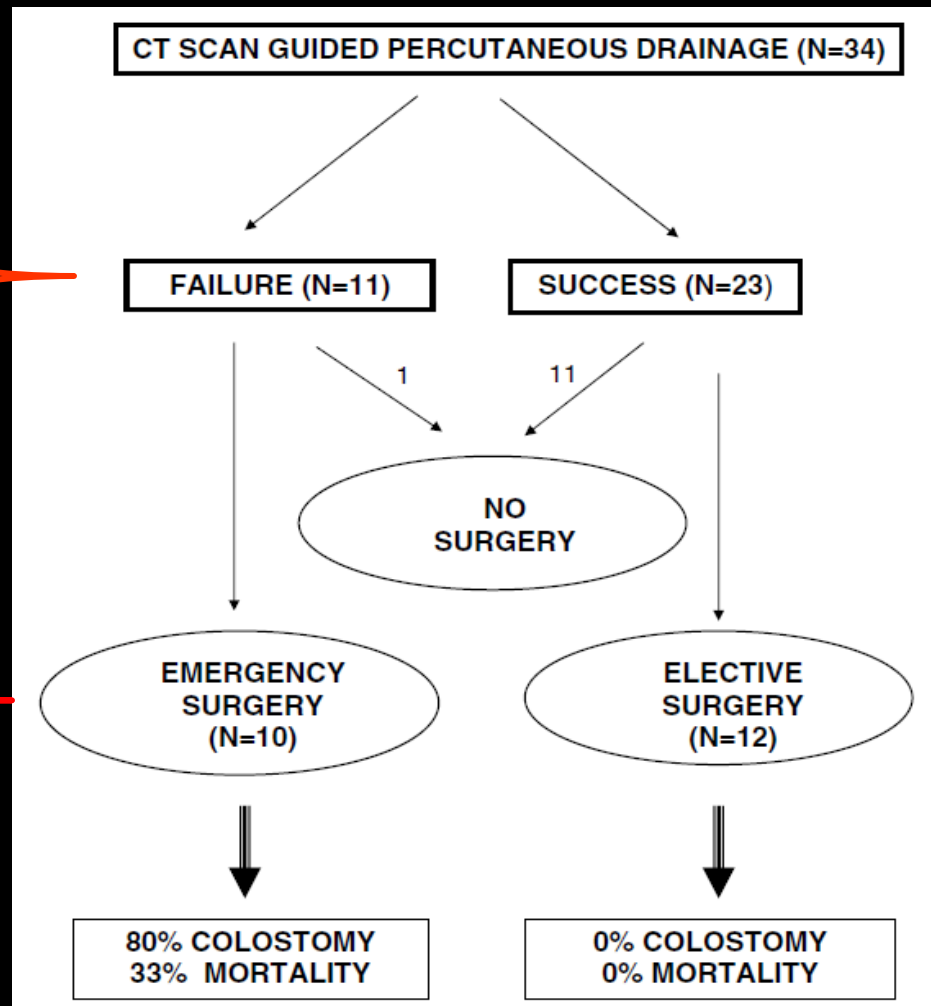 CT SCAN GUIDED PERCUTANEOUS DRAINAGE (N=34)
FAILURE (N=11)
SUCCESS (N=23)
1
11
NO
SURGERY
EMERGENCY
SURGERY
(N=10)
ELECTIVE
SURGERY
(N=12)
80% COLOSTOMY
33% MORTALITY
0% COLOSTOMY
0% MORTALITY